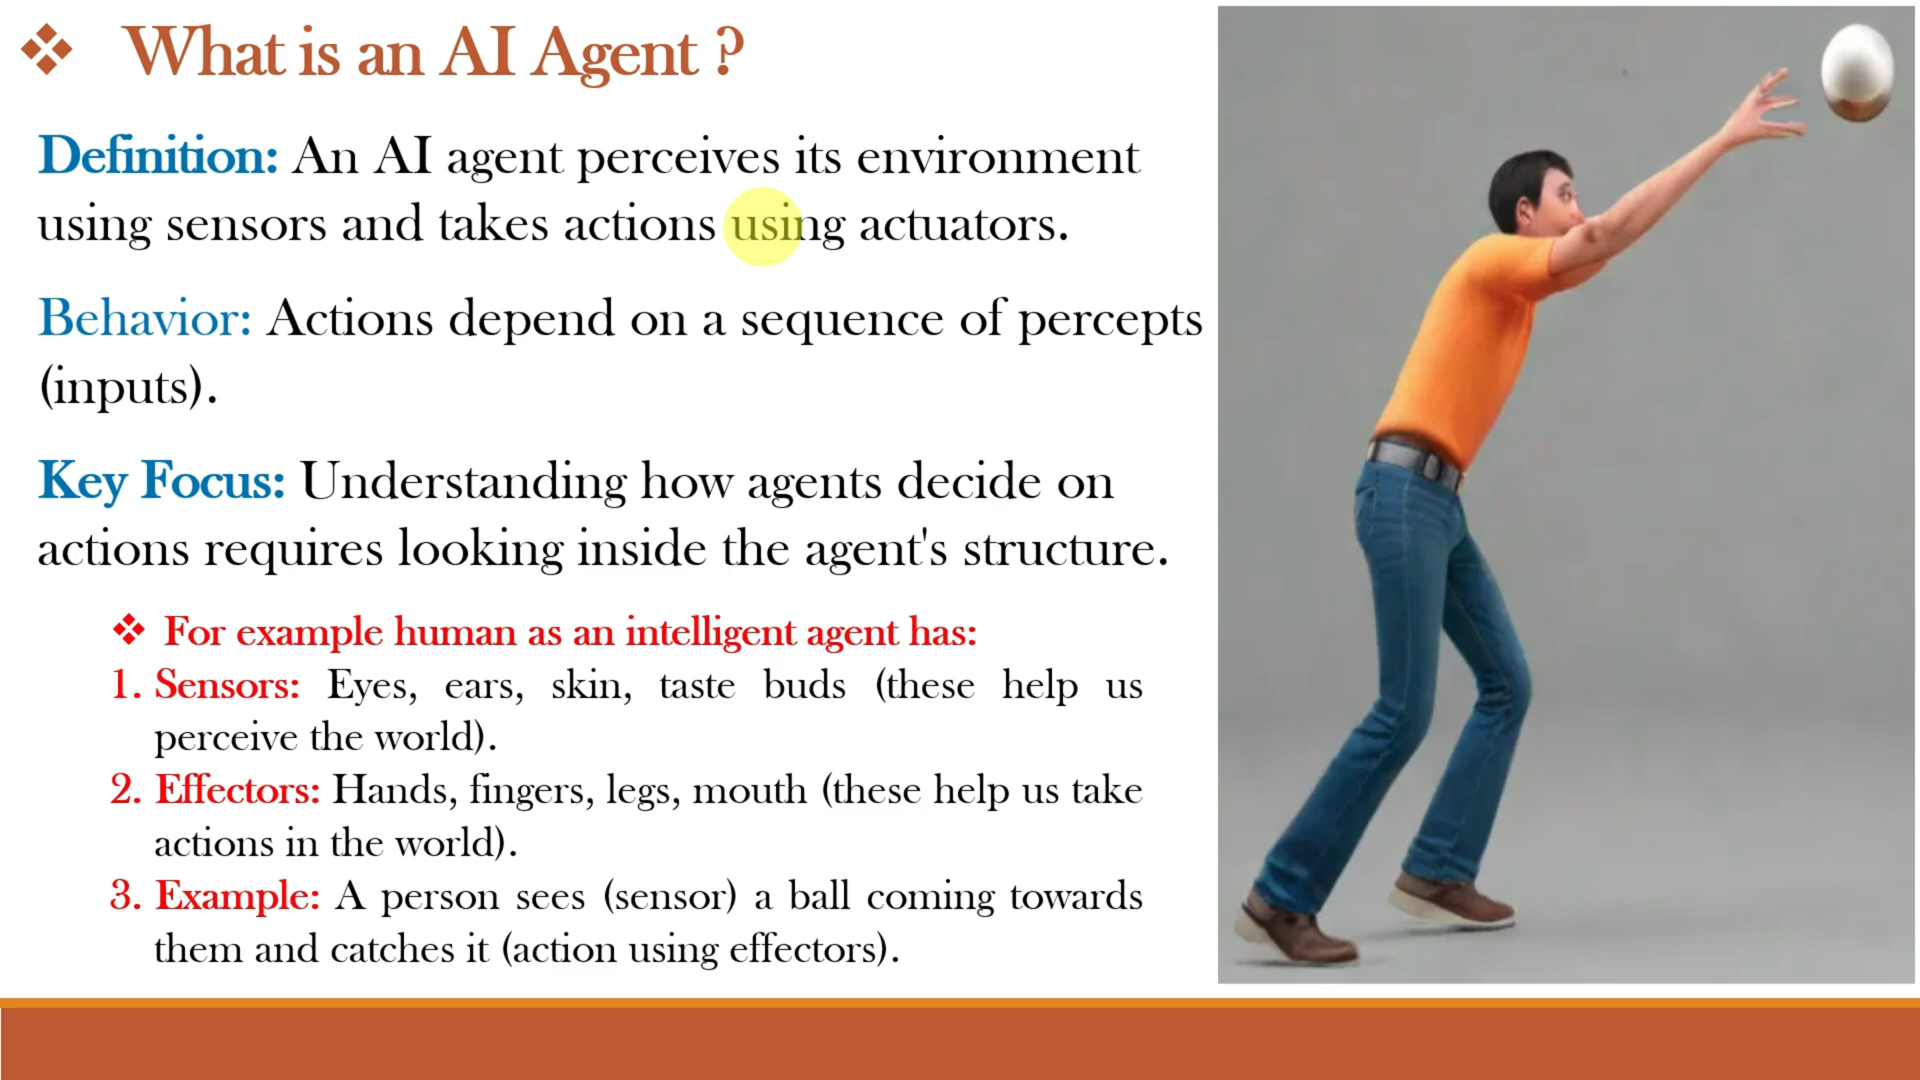 What is an AI Agent ?
Definition: An AI agent perceives its environment
using sensors and takes actions using actuators.
Behavior: Actions depend on a sequence of percepts
(inputs).
Key Focus: Understanding how agents decide on
actions requires looking inside the agent's structure.
For example human as an intelligent agent has:
1. Sensors: Eyes, ears, skin, taste buds (these help us
perceive the world).
2. Effectors: Hands, fingers, legs, mouth (these help us take
actions in the world).
3. Example: A person sees (sensor) a ball coming towards
them and catches it (action using effectors).